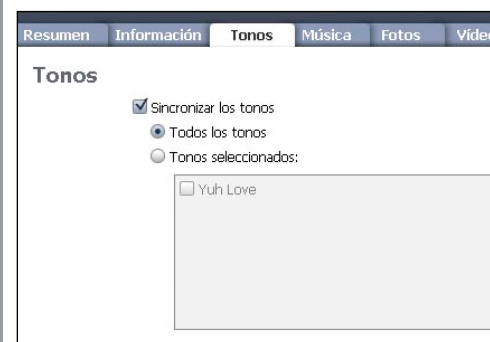 Resumen Información Tonos Música Fotos Víde
Tonos
Sincronizar los tonos
Todos los tonos
Tonos seleccionados:
Yuh Love